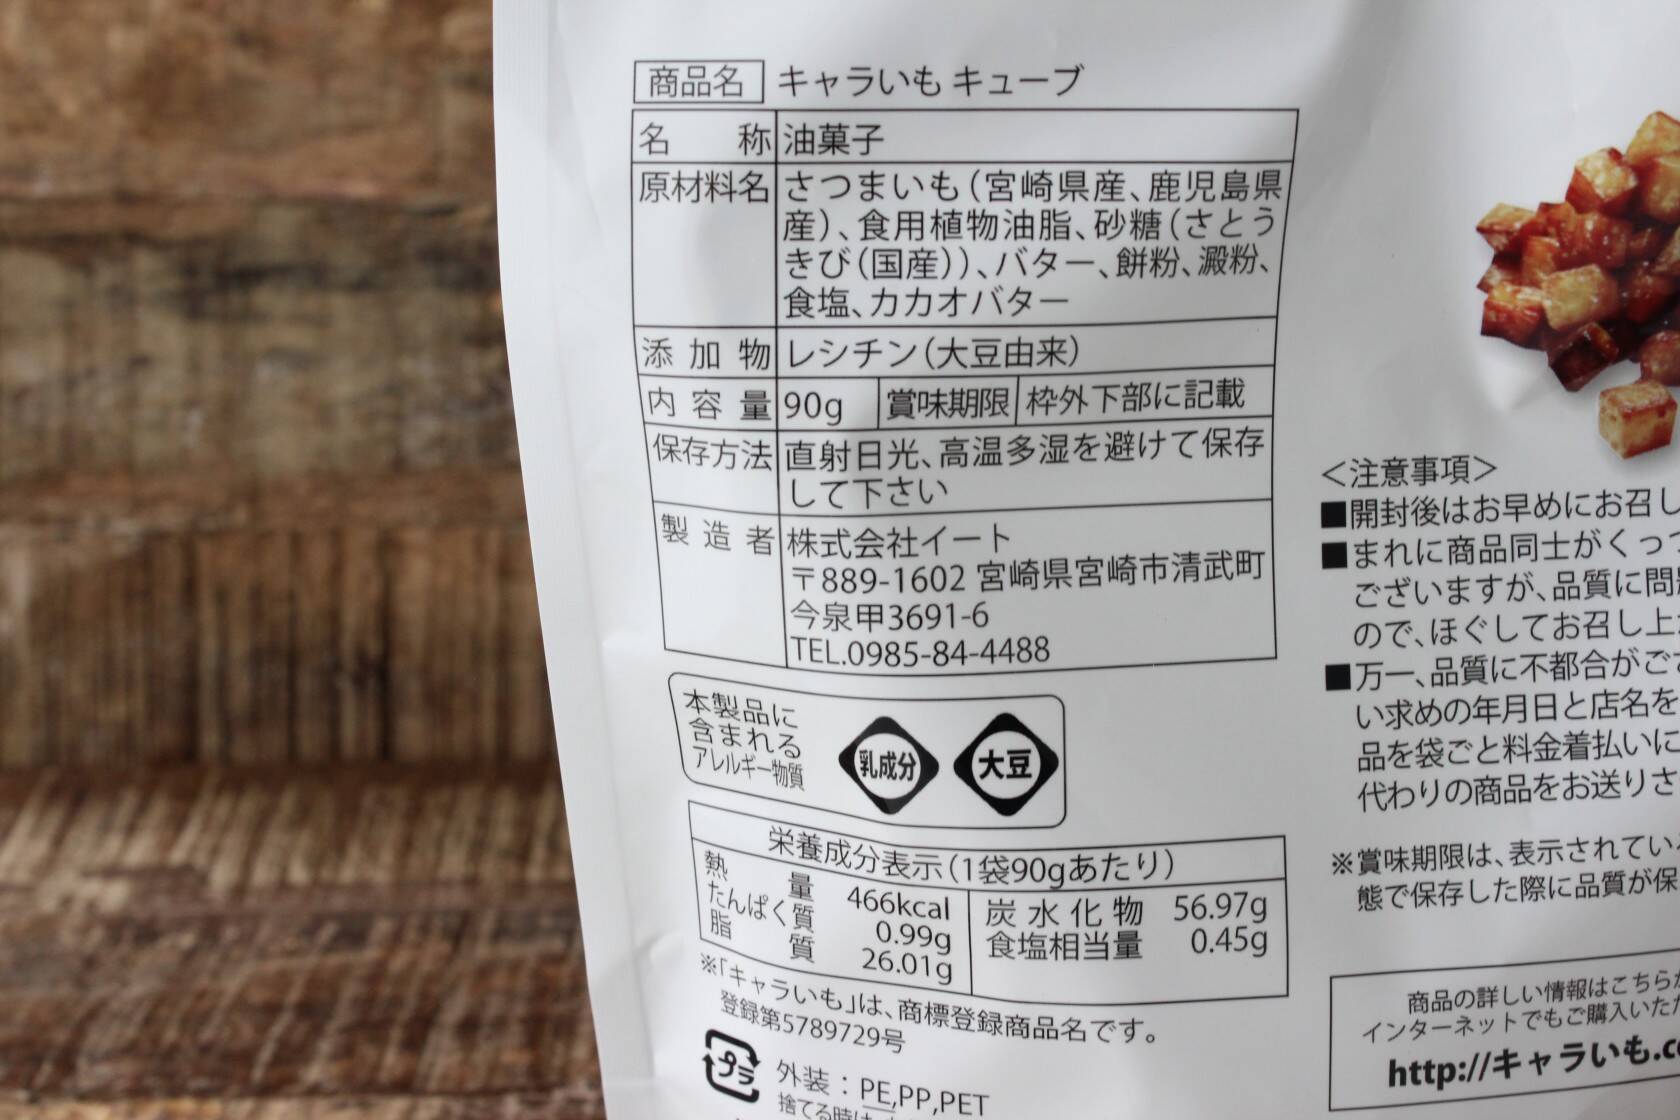 商品名 キャラいも キューブ
名 称 油菓子
原材料名 さつまいも（宮崎県産、鹿児島県
産）、食用植物油脂、砂糖（さとう
きび（国産））、バター、餅粉、澱粉、
食塩、カカオバター
添加物 レシチン（大豆由来）
内容量 90g 賞味期限 枠外下部に記載
保存方法 直射日光、高温多湿を避けて保存
して下さい
製造者 株式会社イート
〒889-1602 宮崎県宮崎市清武町
今泉甲3691-6
TEL.0985-84-4488
本製品に
含まれる
アレルギー物質
乳成分 大豆
栄養成分表示（1袋90gあたり）
熱 量 466kcal 炭水化物 56.97g
たんぱく質 0.99g 食塩相当量 0.45g
脂 質 26.01g
※「キャラいも」は、商標登録商品名です。
登録第5789729号
プラ 外装：PE,PP,PET
捨てる時は
＜注意事項＞
■開封後はお早めにお召し
■まれに商品同士がくっつ
ございますが、品質に問題
ので、ほぐしてお召し上
■万一、品質に不都合がござ
い求めの年月日と店名を
品を袋ごと料金着払いに
代わりの商品をお送りさ
※賞味期限は、表示されてい
態で保存した際に品質が保
商品の詳しい情報はこちら
インターネットでもご購入いた
http://キャラいも.c